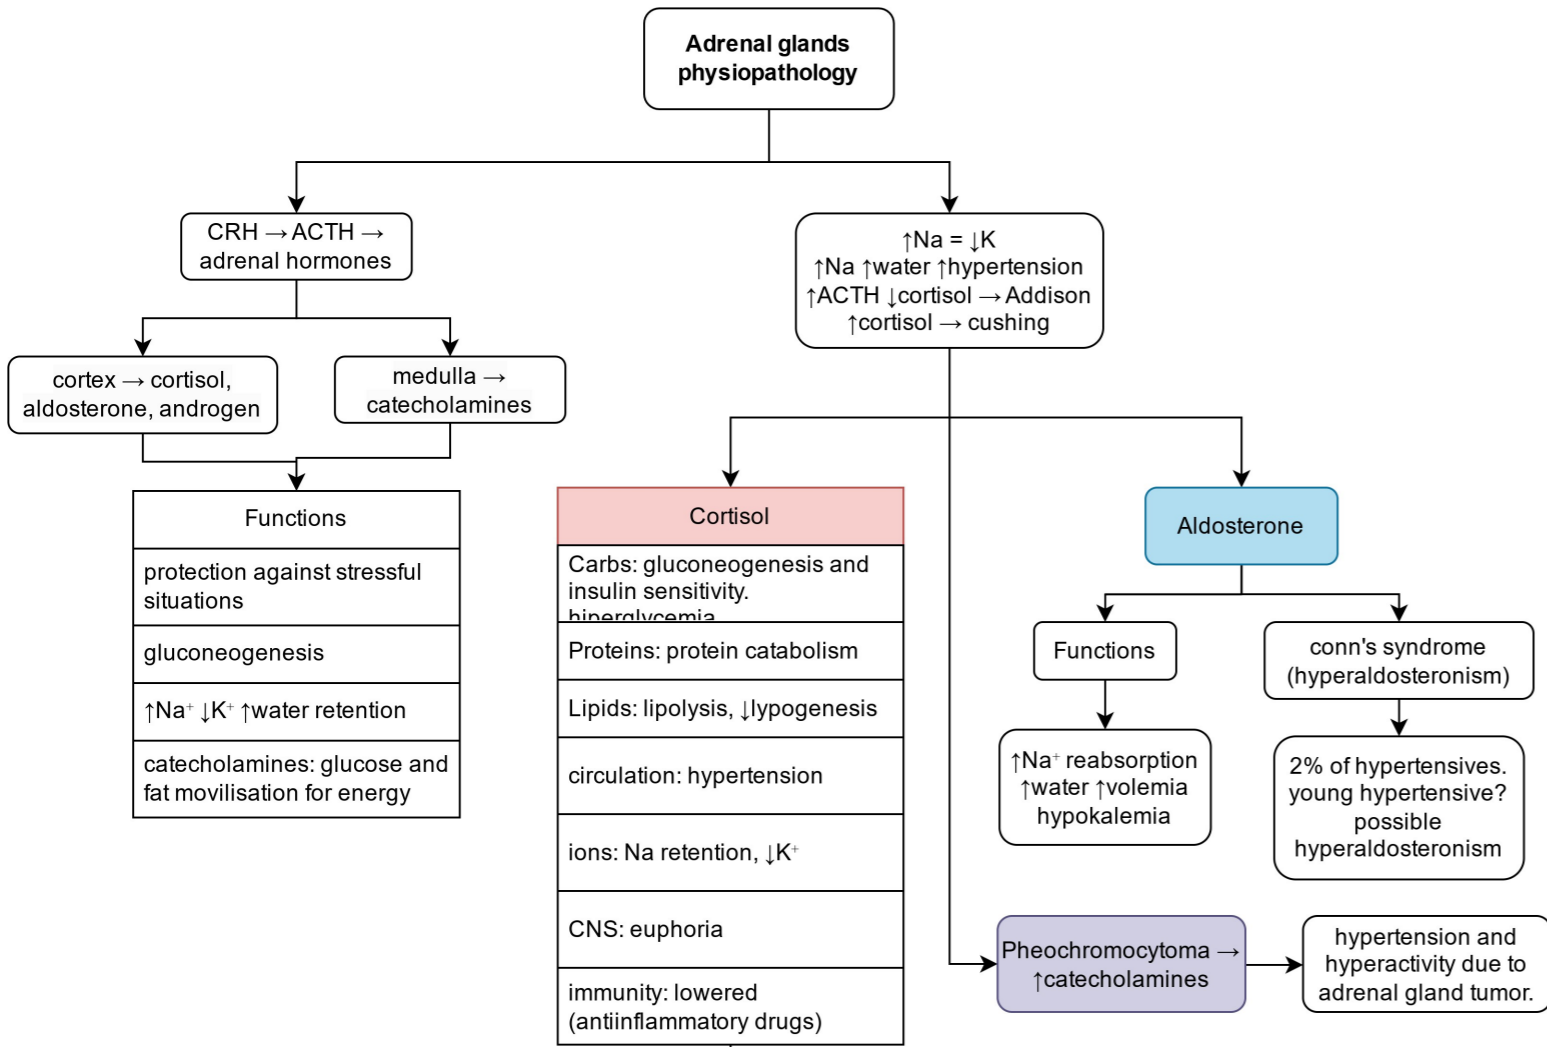 Adrenal glands
physiopathology
CRH → ACTH →
adrenal hormones
↑Na = ↓K
↑Na ↑water ↑hypertension
↑ACTH ↓cortisol → Addison
↑cortisol → cushing
cortex → cortisol,
aldosterone, androgen
medulla →
catecholamines
Functions
protection against stressful
situations
gluconeogenesis
↑Na⁺ ↓K⁺ ↑water retention
catecholamines: glucose and
fat movilisation for energy
Cortisol
Carbs: gluconeogenesis and
insulin sensitivity.
hiperglycemia
Proteins: protein catabolism
Lipids: lipolysis, ↓lypogenesis
circulation: hypertension
ions: Na retention, ↓K⁺
CNS: euphoria
immunity: lowered
(antiinflammatory drugs)
Aldosterone
Functions
↑Na⁺ reabsorption
↑water ↑volemia
hypokalemia
conn's syndrome
(hyperaldosteronism)
2% of hypertensives.
young hypertensive?
possible
hyperaldosteronism
Pheochromocytoma →
↑catecholamines
hypertension and
hyperactivity due to
adrenal gland tumor.